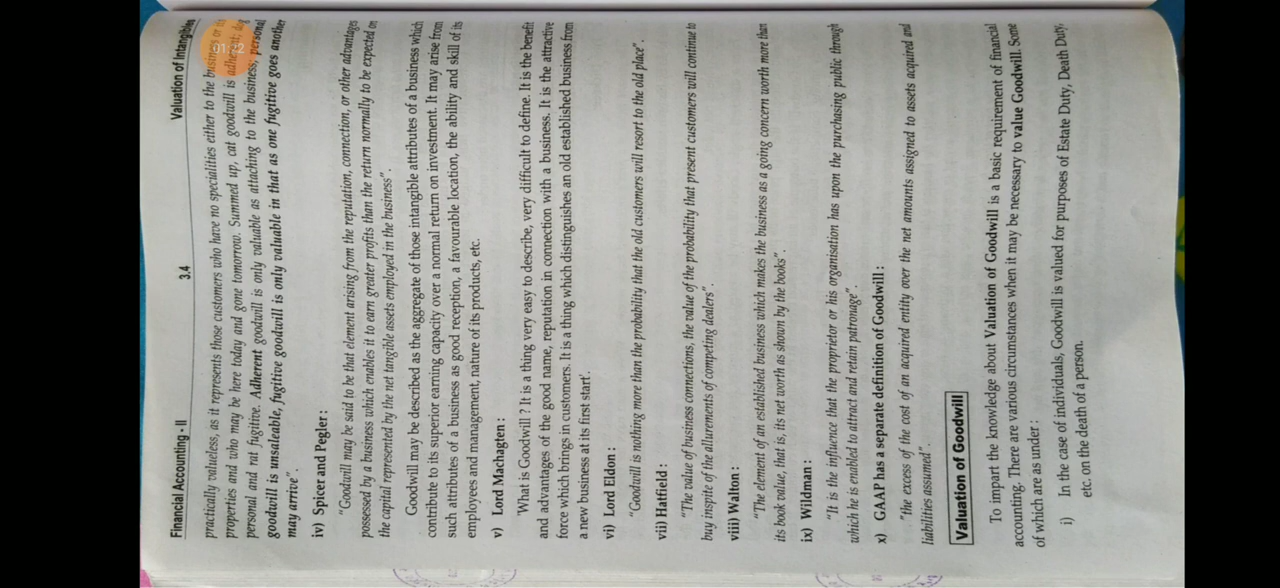 Financial Accounting - II 3.4 Valuation of Intangibles
practically valueless, as it represents those customers who have no specialities either to the business or its
properties and who may be here today and gone tomorrow. Summed up, cat goodwill is adherent; dog
personal and rat fugitive. Adherent goodwill is only valuable as attaching to the business; personal
goodwill is unsaleable, fugitive goodwill is only valuable in that as one fugitive goes another
may arrive".
iv) Spicer and Pegler :
"Goodwill may be said to be that element arising from the reputation, connection, or other advantages
possessed by a business which enables it to earn greater profits than the return normally to be expected on
the capital represented by the net tangible assets employed in the business".
Goodwill may be described as the aggregate of those intangible attributes of a business which
contribute to its superior earning capacity over a normal return on investment. It may arise from
such attributes of a business as good reception, a favourable location, the ability and skill of its
employees and management, nature of its products, etc.
v) Lord Machagten :
'What is Goodwill ? It is a thing very easy to describe, very difficult to define. It is the benefit
and advantages of the good name, reputation in connection with a business. It is the attractive
force which brings in customers. It is a thing which distinguishes an old established business from
a new business at its first start'.
vi) Lord Eldon :
"Goodwill is nothing more than the probability that the old customers will resort to the old place".
vii) Hatfield :
"The value of business connections, the value of the probability that present customers will continue to
buy inspite of the allurements of competing dealers".
viii) Walton :
"The element of an established business which makes the business as a going concern worth more than
its book value, that is, its net worth as shown by the books".
ix) Wildman :
"It is the influence that the proprietor or his organisation has upon the purchasing public through
which he is enabled to attract and retain patronage".
x) GAAP has a separate definition of Goodwill :
"the excess of the cost of an acquired entity over the net amounts assigned to assets acquired and
liabilities assumed".
Valuation of Goodwill
To impart the knowledge about Valuation of Goodwill is a basic requirement of financial
accounting. There are various circumstances when it may be necessary to value Goodwill. Some
of which are as under :
i) In the case of individuals, Goodwill is valued for purposes of Estate Duty, Death Duty,
etc. on the death of a person.